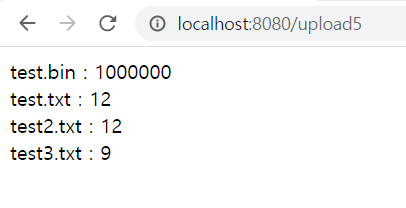 localhost:8080/upload5
test.bin : 1000000
test.txt : 12
test2.txt : 12
test3.txt : 9